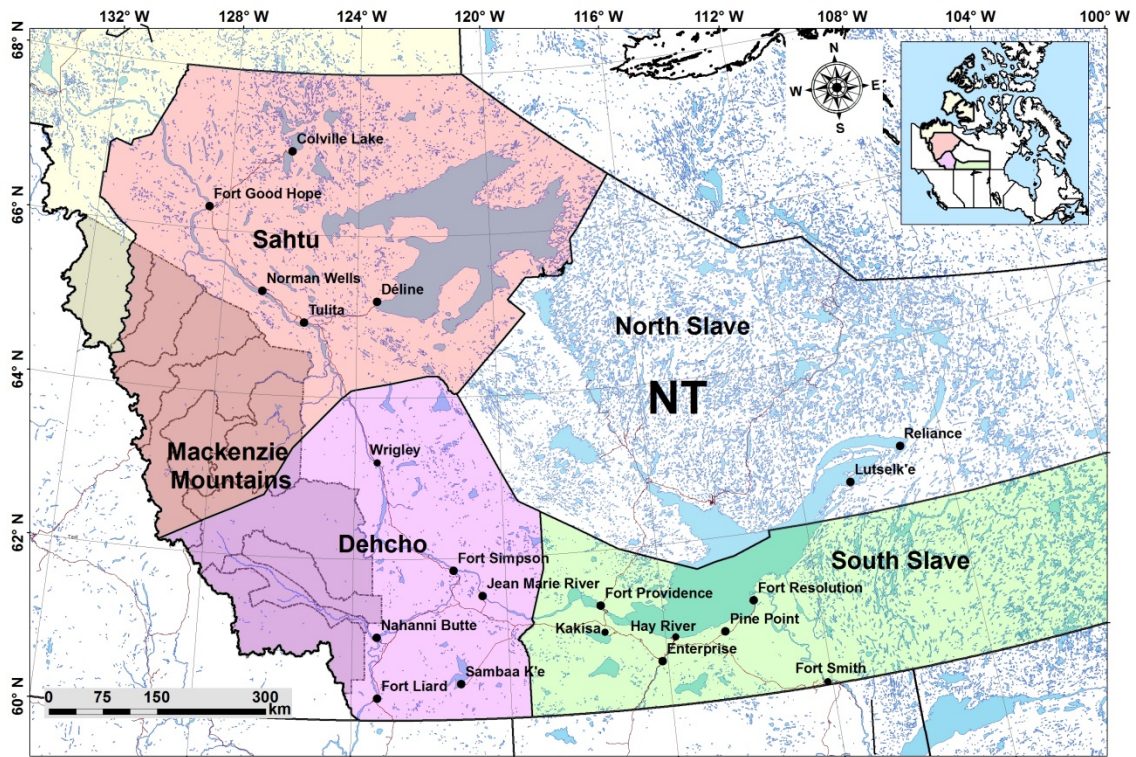 132° W 128° W 124° W 120° W 116° W 112° W 108° W 104° W 100° W
68° N
66° N
64° N
62° N
60° N
N
W E
S
Colville Lake
Fort Good Hope
Sahtu
Norman Wells
Déline
Tulita
North Slave
NT
Mackenzie
Mountains
Wrigley
Reliance
Lutselk'e
Dehcho
Fort Simpson
Jean Marie River
South Slave
Fort Providence
Fort Resolution
Kakisa
Hay River
Pine Point
Nahanni Butte
Enterprise
Sambaa K'e
Fort Smith
Fort Liard
0 75 150 300
km